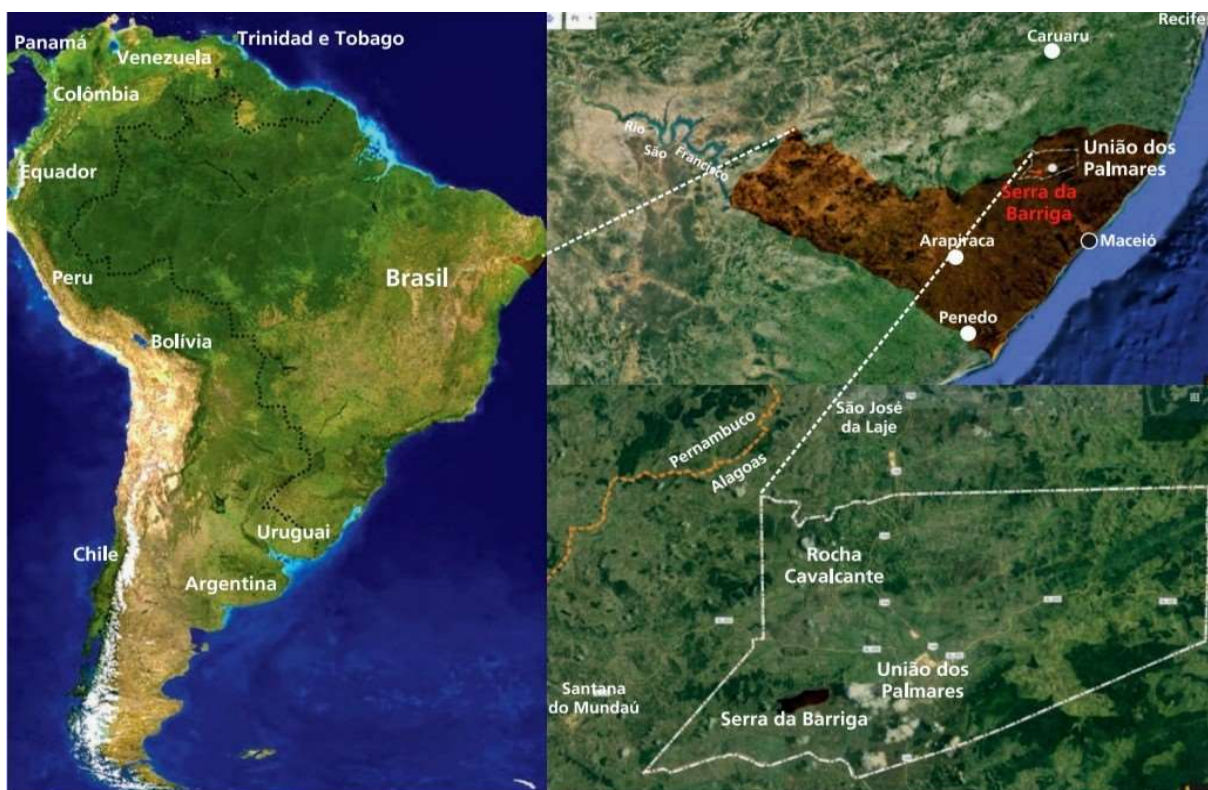 Panamá
Trinidad e Tobago
Venezuela
Colômbia
Equador
Peru
Brasil
Bolívia
Uruguai
Chile
Argentina
Recife
Caruaru
Rio
São
Francisco
União dos
Palmares
Serra da
Barriga
Arapiraca
Maceió
Penedo
São José
da Laje
Pernambuco
Alagoas
Rocha
Cavalcante
União dos
Palmares
Santana
do Mundaú
Serra da Barriga